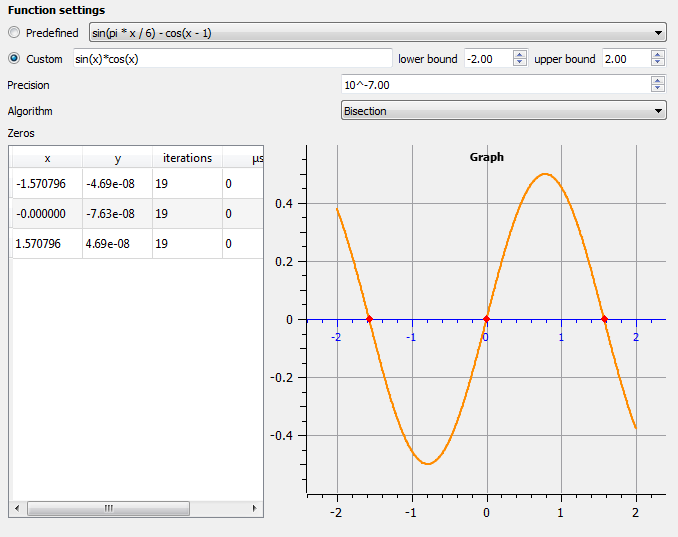 Function settings
Predefined sin(pi * x / 6) - cos(x - 1)
Custom sin(x)*cos(x) lower bound -2.00 upper bound 2.00
Precision 10^-7.00
Algorithm Bisection
Zeros
x y iterations µs
-1.570796 -4.69e-08 19 0
-0.000000 -7.63e-08 19 0
1.570796 4.69e-08 19 0
Graph
0.4
0.2
0
-0.2
-0.4
-2 -1 0 1 2
-2 -1 0 1 2